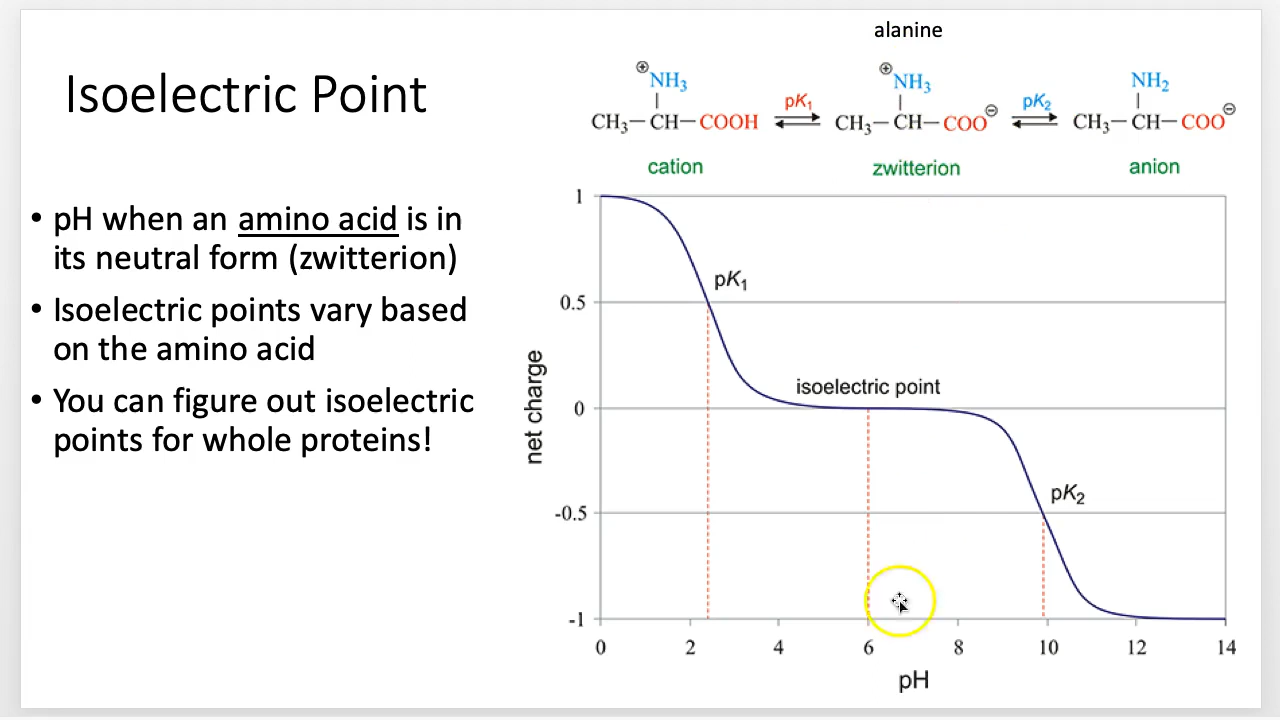 Isoelectric Point
• pH when an amino acid is in
its neutral form (zwitterion)
• Isoelectric points vary based
on the amino acid
• You can figure out isoelectric
points for whole proteins!
alanine
⊕ ⊕
NH₃ NH₃ NH₂
CH₃—CH—COOH pK₁ CH₃—CH—COO⊖ pK₂ CH₃—CH—COO⊖
cation zwitterion anion
1
pK₁
0.5
isoelectric point
0
net charge
pK₂
-0.5
-1
0 2 4 6 8 10 12 14
pH